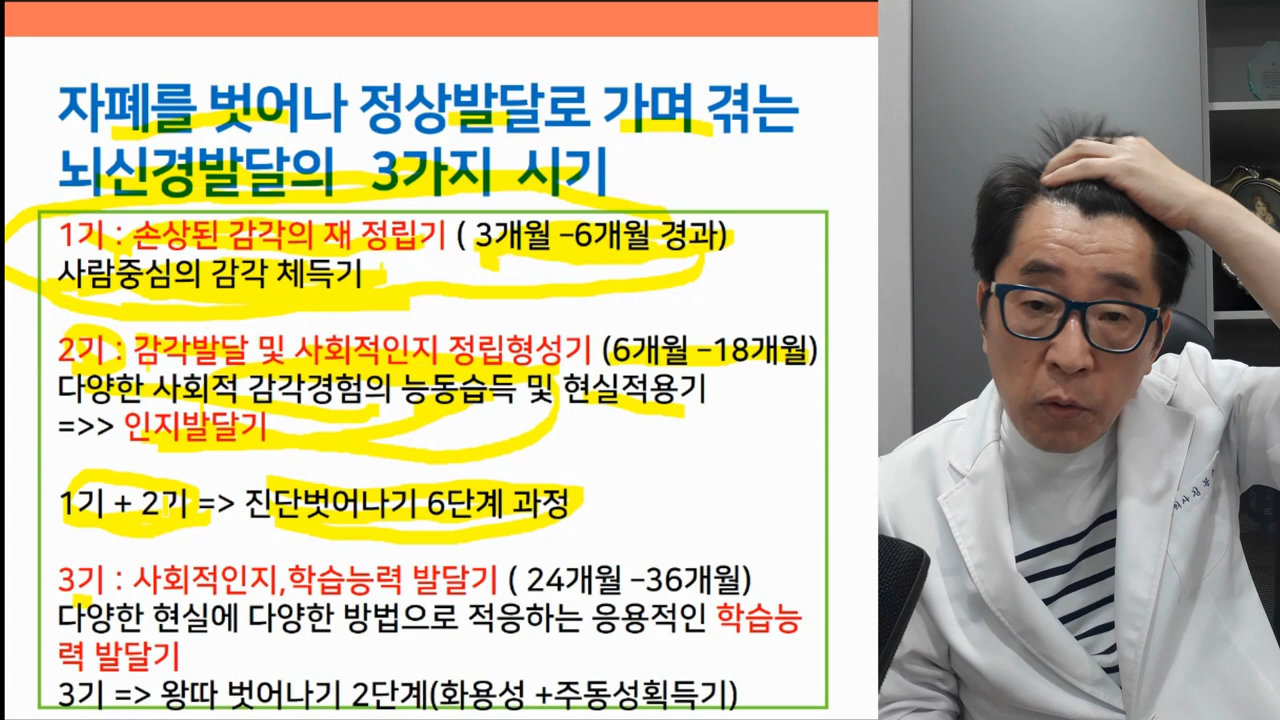 자폐를 벗어나 정상발달로 가며 겪는
뇌신경발달의 3가지 시기
1기 : 손상된 감각의 재 정립기 ( 3개월 –6개월 경과)
사람중심의 감각 체득기
2기 : 감각발달 및 사회적인지 정립형성기 (6개월 –18개월)
다양한 사회적 감각경험의 능동습득 및 현실적용기
=>> 인지발달기
1기 + 2기 => 진단벗어나기 6단계 과정
3기 : 사회적인지,학습능력 발달기 ( 24개월 –36개월)
다양한 현실에 다양한 방법으로 적응하는 응용적인 학습능
력 발달기
3기 => 왕따 벗어나기 2단계(화용성 +주동성획득기)